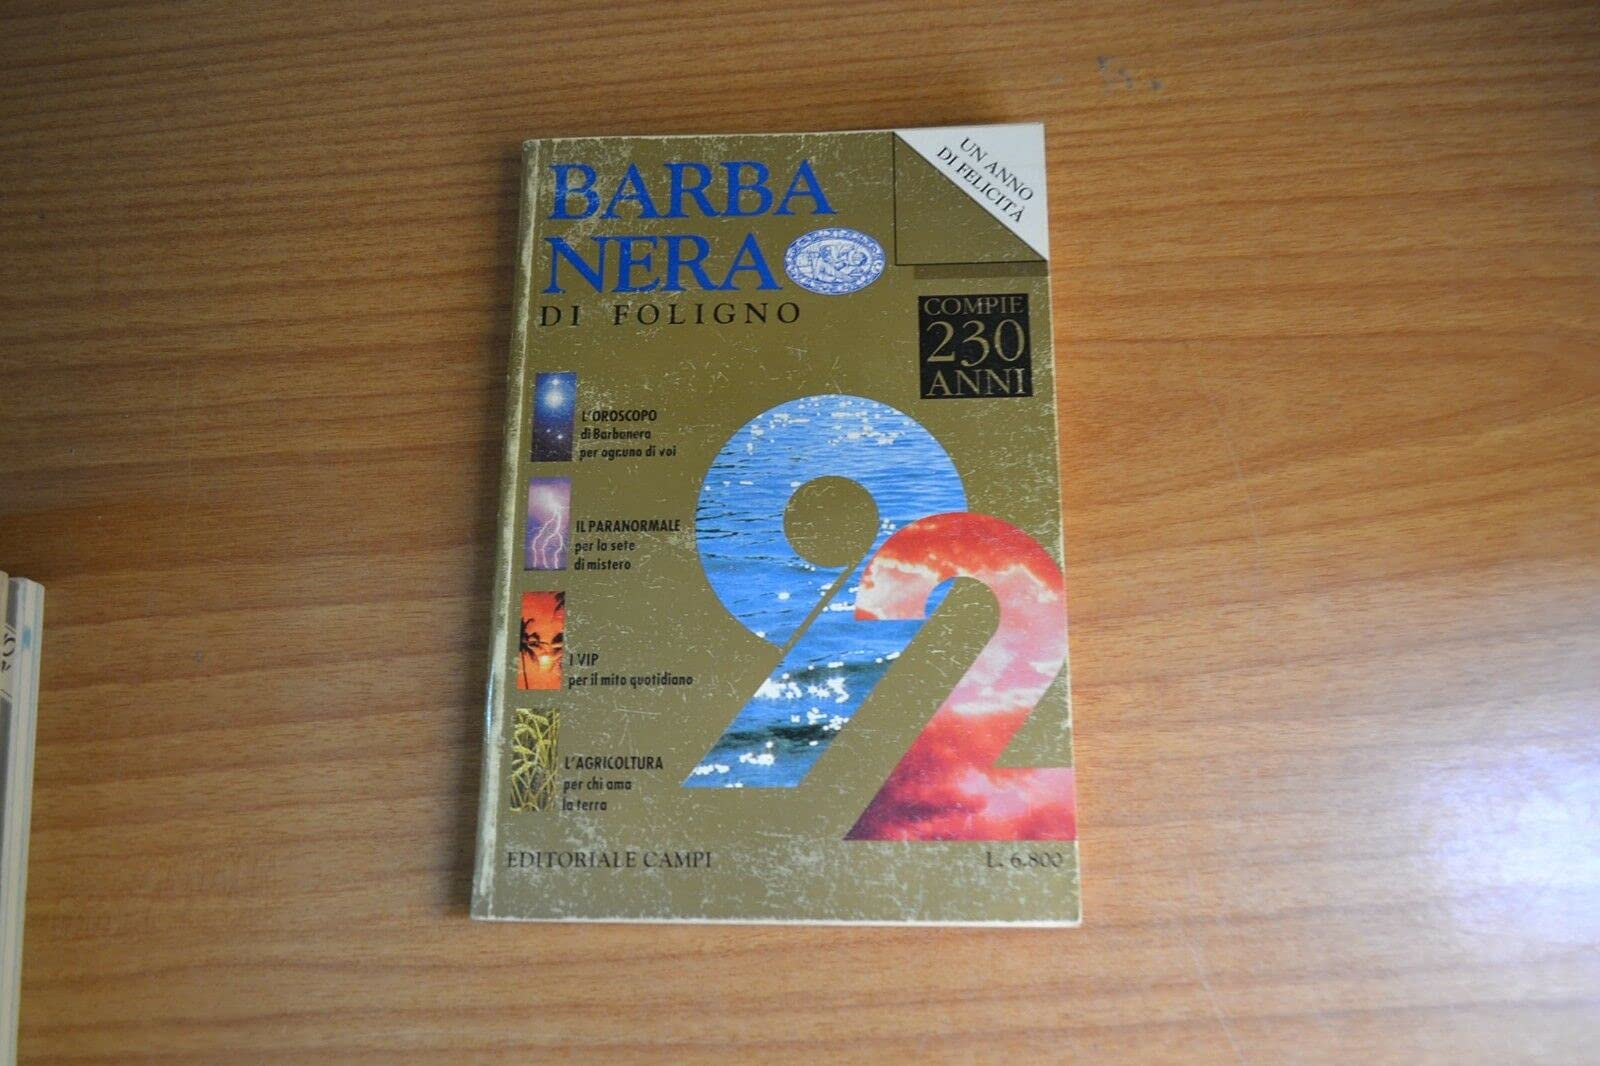 BARBA
NERA
DI FOLIGNO
UN ANNO
DI FELICITÀ
COMPIE
230
ANNI
L'OROSCOPO
di Barbanera
per ognuno di voi
IL PARANORMALE
per la sete
di mistero
I VIP
per il mito quotidiano
L'AGRICOLTURA
per chi ama
la terra
92
EDITORIALE CAMPI
L. 6.800